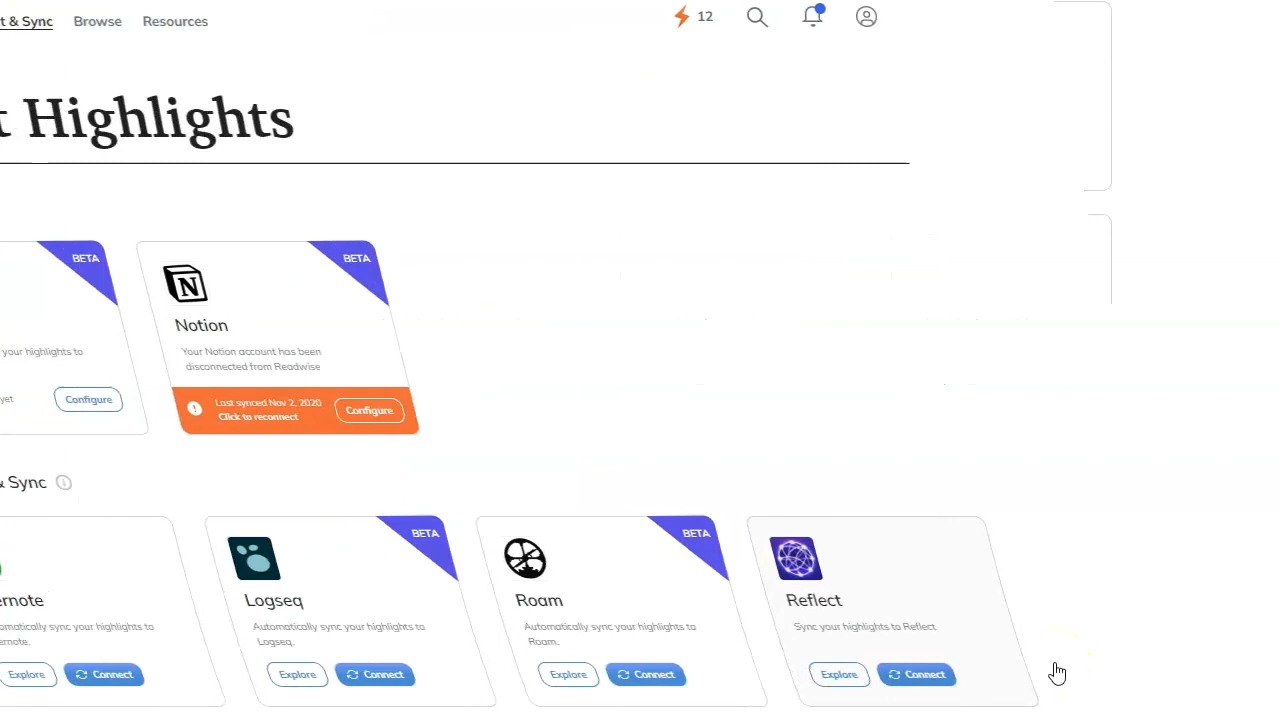 t & Sync Browse Resources 12
t Highlights
BETA
BETA
N
Notion
your highlights to
Your Notion account has been
disconnected from Readwise
yet
Configure
Last synced Nov 2, 2020
Click to reconnect
Configure
& Sync
BETA
BETA
ernote
Logseq
Roam
Reflect
omatically sync your highlights to
ernote.
Automatically sync your highlights to
Logseq.
Automatically sync your highlights to
Roam.
Sync your highlights to Reflect
Explore Connect
Explore Connect
Explore Connect
Explore Connect